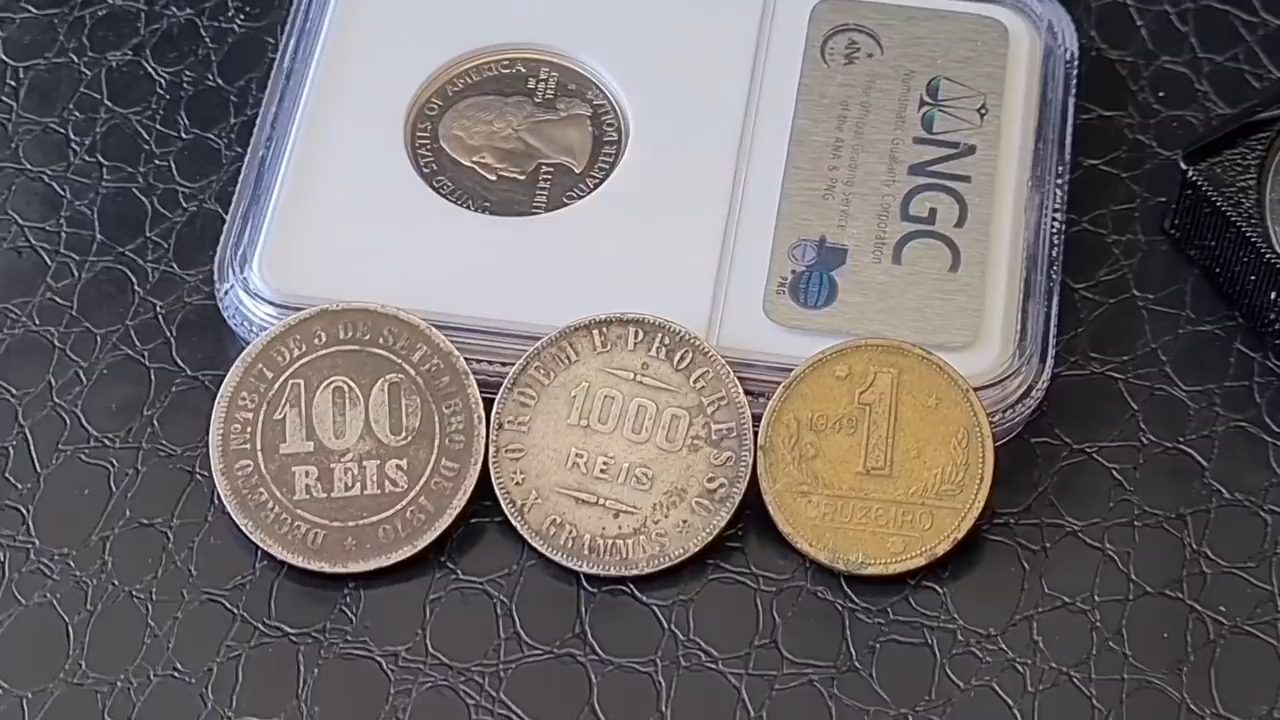 UNITED STATES OF AMERICA
IN
GOD WE
TRUST
LIBERTY
QUARTER DOLLAR
ANA
NGC
Numismatic Guaranty Corporation
The Official Grading Service
of the ANA & PNG
PNG
DECRETO Nº 1817 DE 3 DE SETEMBRO DE 1870
100
RÉIS
ORDEM E PROGRESSO
1.000
RÉIS
X GRAMMAS
1
1949
CRUZEIRO